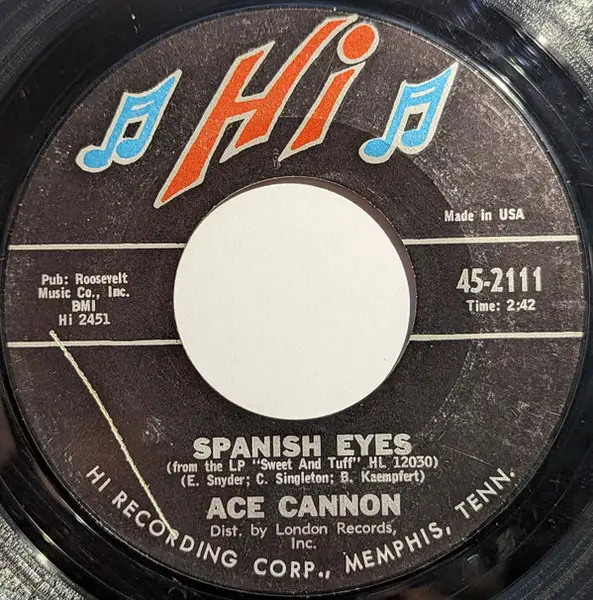 Hi
Made in USA
Pub: Roosevelt
Music Co., Inc.
BMI
Hi 2451
45-2111
Time: 2:42
SPANISH EYES
(from the LP "Sweet And Tuff" HL 12030)
(E. Snyder; C. Singleton; B. Kaempfert)
ACE CANNON
Dist. by London Records,
Inc.
HI RECORDING CORP., MEMPHIS, TENN.